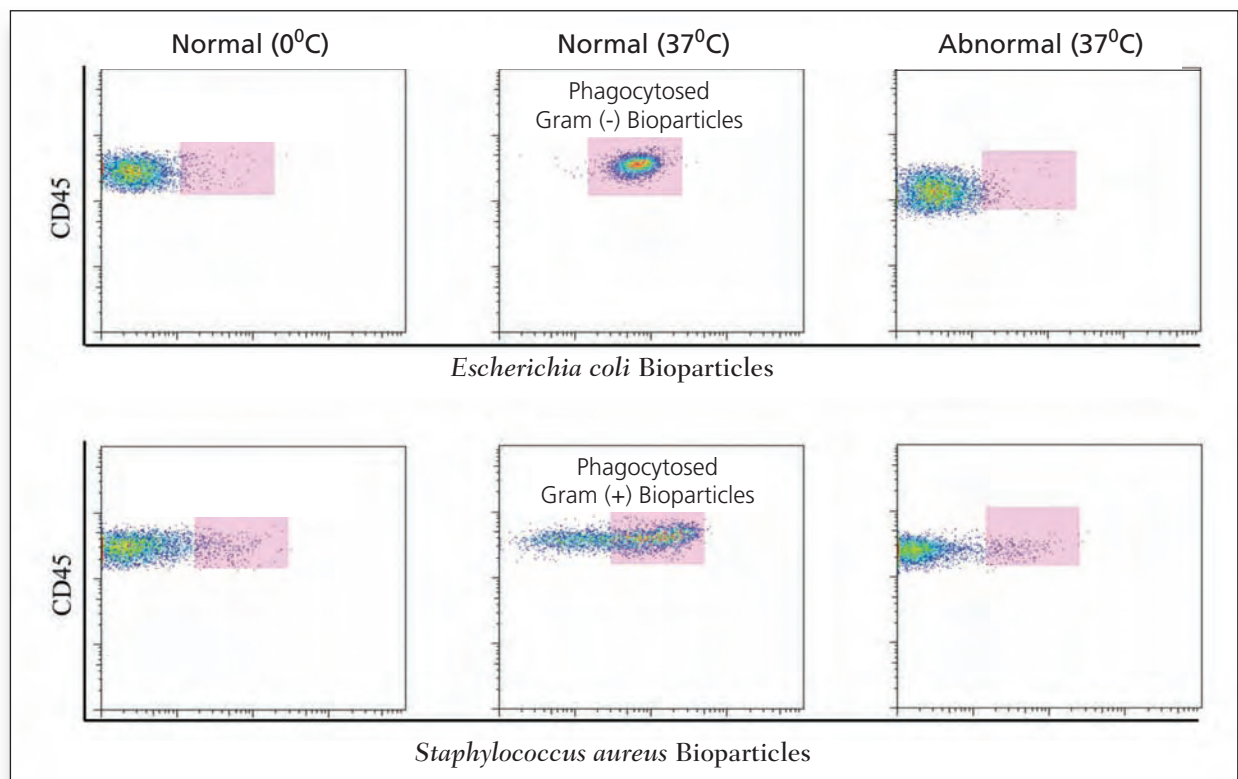 Normal (0⁰C)
Normal (37⁰C)
Abnormal (37⁰C)
CD45
Phagocytosed
Gram (-) Bioparticles
Escherichia coli Bioparticles
CD45
Phagocytosed
Gram (+) Bioparticles
Staphylococcus aureus Bioparticles